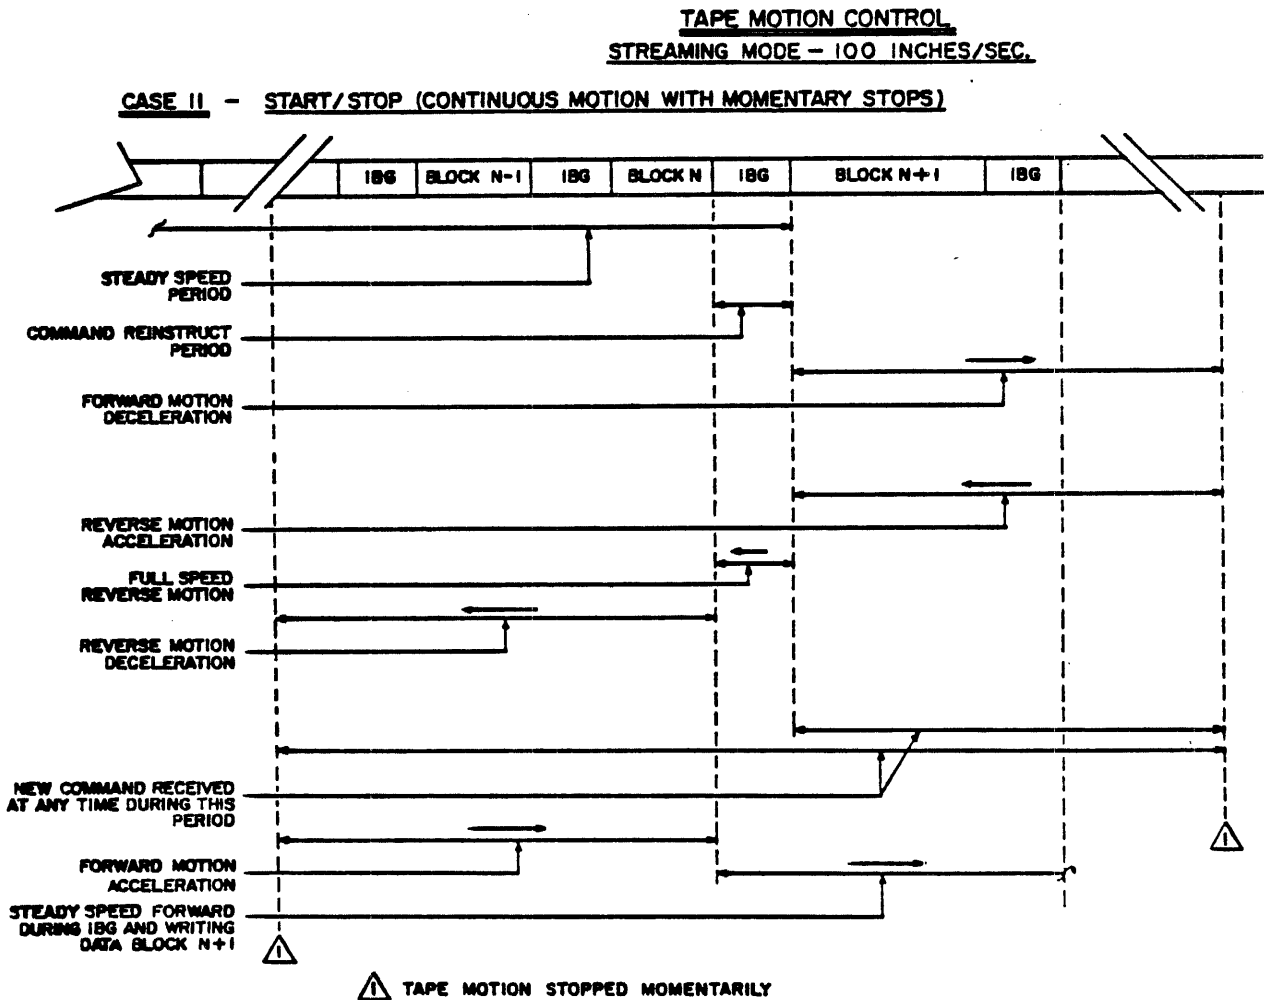 TAPE MOTION CONTROL
STREAMING MODE - 100 INCHES/SEC.
CASE II - START/STOP (CONTINUOUS MOTION WITH MOMENTARY STOPS)
IBG BLOCK N-1 IBG BLOCK N IBG BLOCK N+1 IBG
STEADY SPEED
PERIOD
COMMAND REINSTRUCT
PERIOD
FORWARD MOTION
DECELERATION
REVERSE MOTION
ACCELERATION
FULL SPEED
REVERSE MOTION
REVERSE MOTION
DECELERATION
NEW COMMAND RECEIVED
AT ANY TIME DURING THIS
PERIOD
1
FORWARD MOTION
ACCELERATION
STEADY SPEED FORWARD
DURING IBG AND WRITING
DATA BLOCK N+1
1
1 TAPE MOTION STOPPED MOMENTARILY